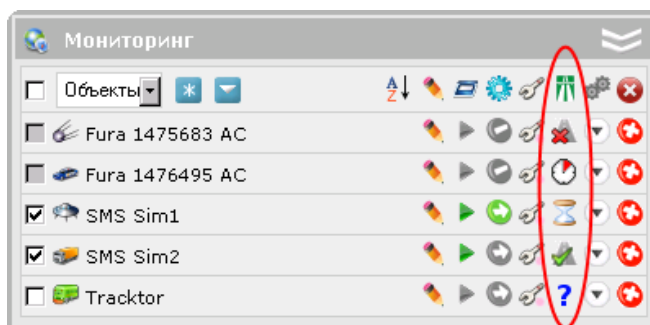 Мониторинг
Объекты * A Z
Fura 1475683 AC
Fura 1476495 AC
SMS Sim1
SMS Sim2
Tracktor ?